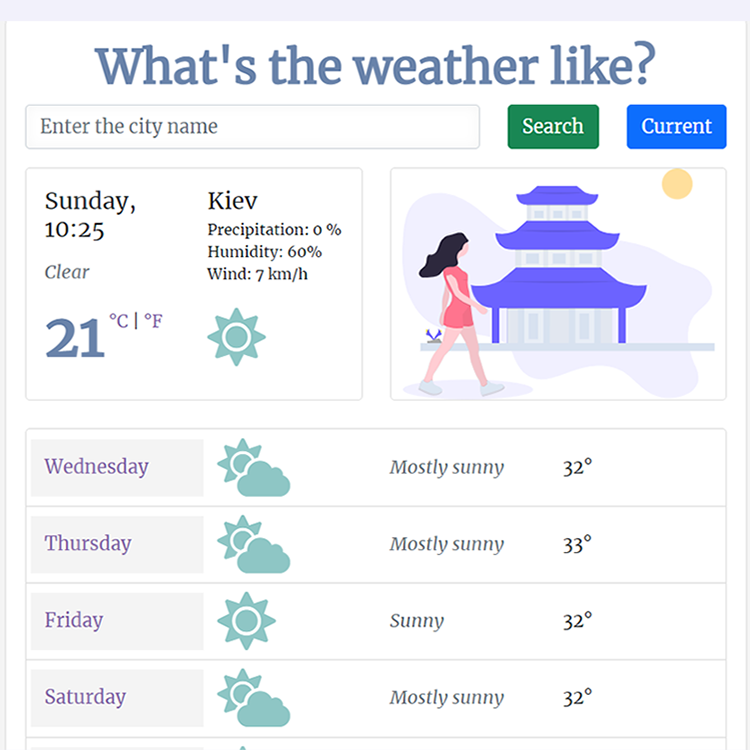 What's the weather like?
Enter the city name
Search
Current
Sunday,
10:25
Clear
21 °C | °F
Kiev
Precipitation: 0 %
Humidity: 60%
Wind: 7 km/h
Wednesday Mostly sunny 32°
Thursday Mostly sunny 33°
Friday Sunny 32°
Saturday Mostly sunny 32°